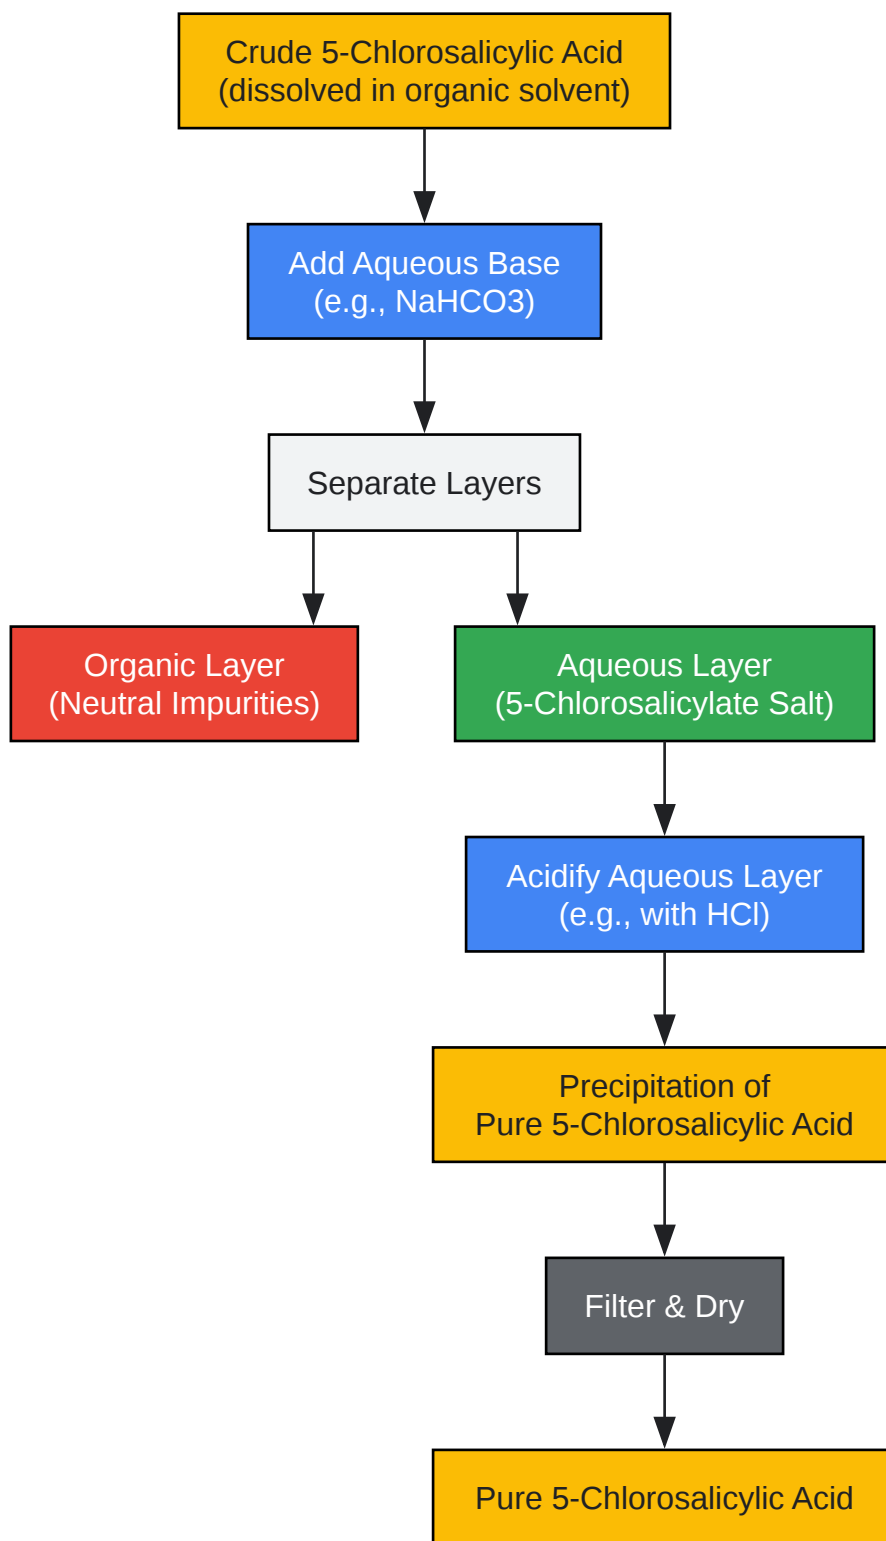 Crude 5-Chlorosalicylic Acid
(dissolved in organic solvent)
Add Aqueous Base
(e.g., NaHCO3)
Separate Layers
Organic Layer
(Neutral Impurities)
Aqueous Layer
(5-Chlorosalicylate Salt)
Acidify Aqueous Layer
(e.g., with HCl)
Precipitation of
Pure 5-Chlorosalicylic Acid
Filter & Dry
Pure 5-Chlorosalicylic Acid